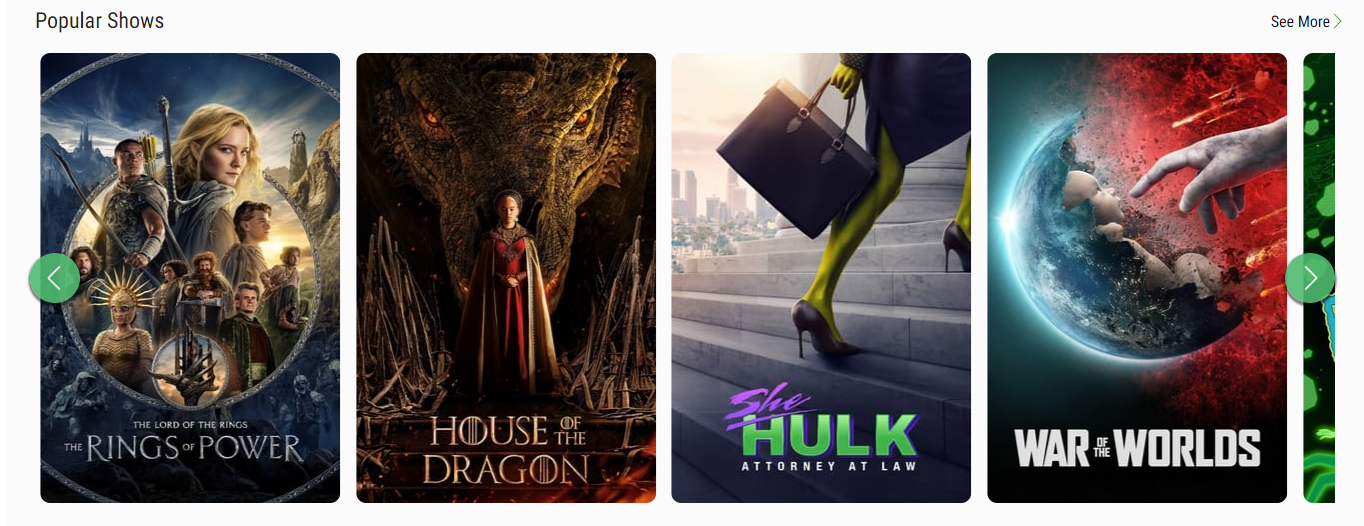 Popular Shows
See More
THE LORD OF THE RINGS
THE RINGS OF POWER
HOUSE OF THE
DRAGON
She
HULK
ATTORNEY AT LAW
WAR OF THE WORLDS